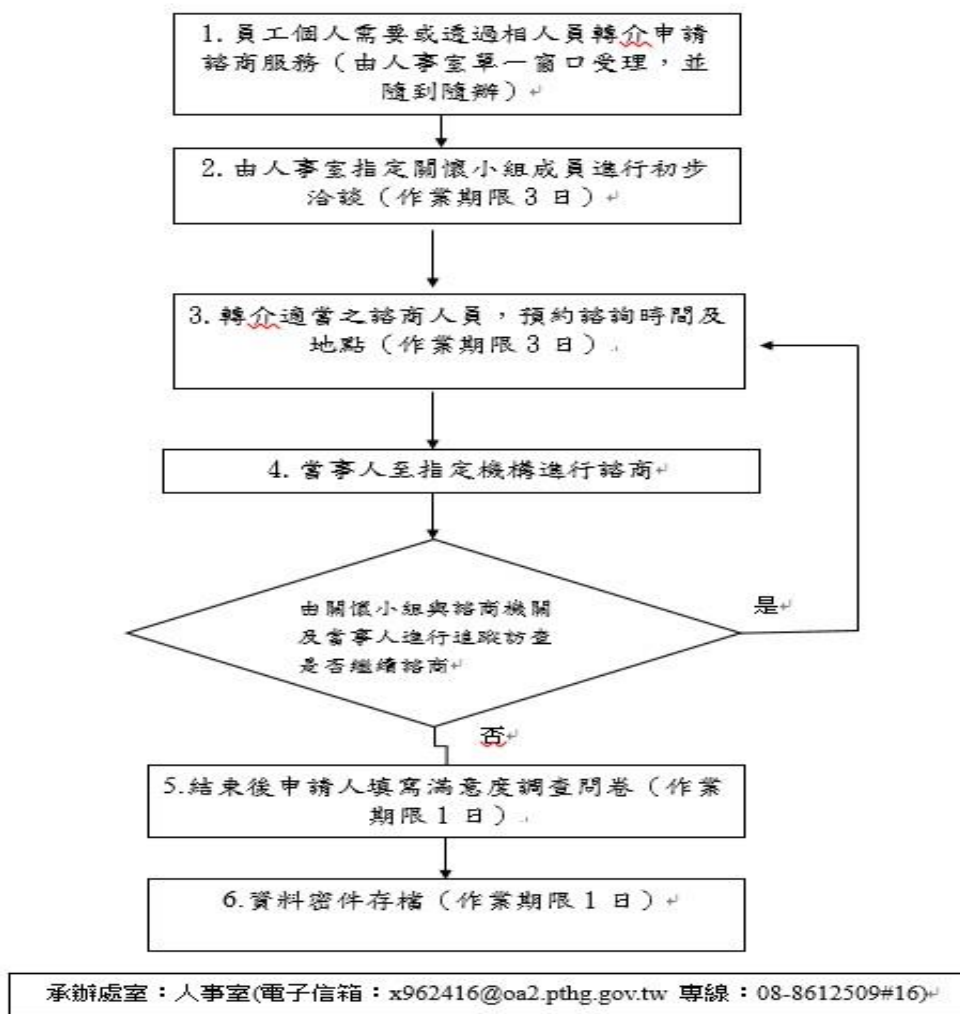 1. 員工個人需要或透過相人員轉介申請
諮商服務（由人事室單一窗口受理，並
隨到隨辦）
2. 由人事室指定關懷小組成員進行初步
洽談（作業期限 3 日）
3. 轉介適當之諮商人員，預約諮詢時間及
地點（作業期限 3 日）
4. 當事人至指定機構進行諮商
由關懷小組與諮商機關
及當事人進行追蹤訪查
是否繼續諮商
是
否
5.結束後申請人填寫滿意度調查問卷（作業
期限 1 日）
6.資料密件存檔（作業期限 1 日）
承辦處室：人事室(電子信箱：x962416@oa2.pthg.gov.tw 專線：08-8612509#16)